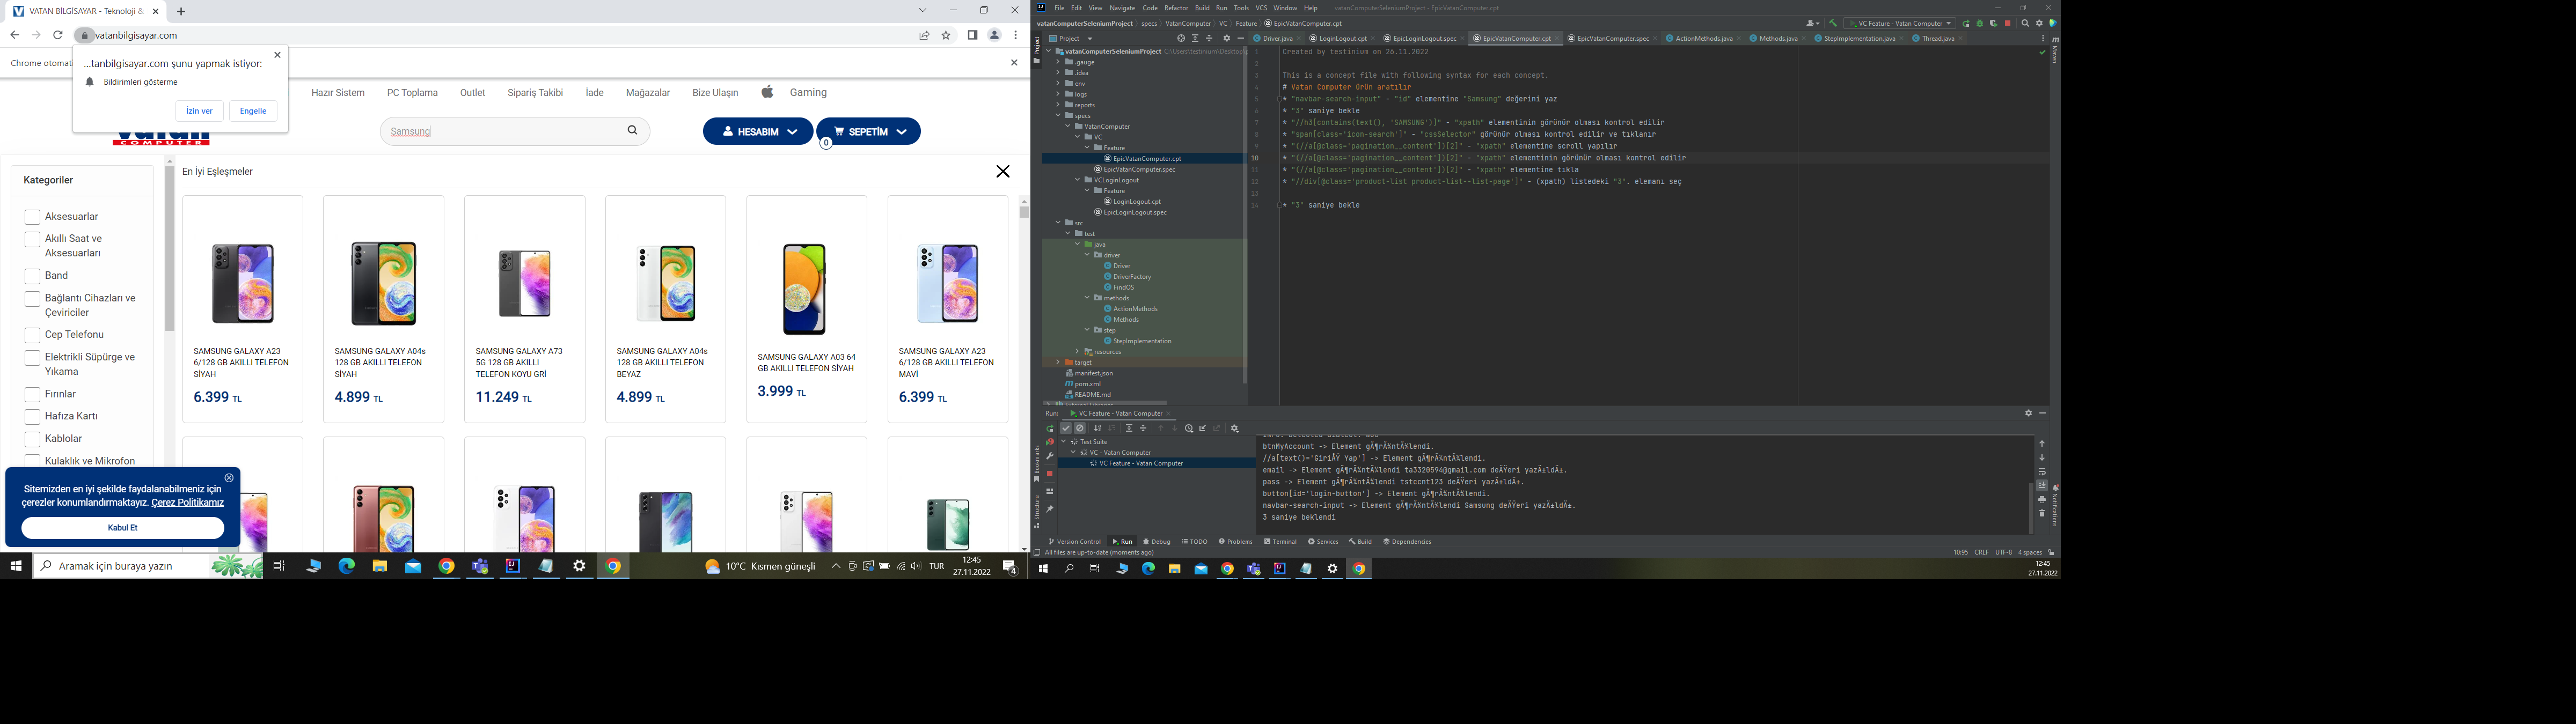 VATAN BİLGİSAYAR - Teknoloji &
vatanbilgisayar.com
Chrome otomat
...tanbilgisayar.com şunu yapmak istiyor:
Bildirimleri gösterme
İzin ver
Engelle
Hazır Sistem PC Toplama Outlet Sipariş Takibi İade Mağazalar Bize Ulaşın Gaming
COMPUTER
Samsung
HESABIM
SEPETİM
0
Kategoriler
Aksesuarlar
Akıllı Saat ve
Aksesuarları
Band
Bağlantı Cihazları ve
Çeviriciler
Cep Telefonu
Elektrikli Süpürge ve
Yıkama
Fırınlar
Hafıza Kartı
Kablolar
Kulaklık ve Mikrofon
En İyi Eşleşmeler
SAMSUNG GALAXY A23
6/128 GB AKILLI TELEFON
SİYAH
6.399 TL
SAMSUNG GALAXY A04s
128 GB AKILLI TELEFON
SİYAH
4.899 TL
SAMSUNG GALAXY A73
5G 128 GB AKILLI
TELEFON KOYU GRİ
11.249 TL
SAMSUNG GALAXY A04s
128 GB AKILLI TELEFON
BEYAZ
4.899 TL
SAMSUNG GALAXY A03 64
GB AKILLI TELEFON SİYAH
3.999 TL
SAMSUNG GALAXY A23
6/128 GB AKILLI TELEFON
MAVİ
6.399 TL
Sitemizden en iyi şekilde faydalanabilmeniz için
çerezler konumlandırmaktayız. Çerez Politikamız
Kabul Et
Aramak için buraya yazın
10°C Kısmen güneşli
TUR
12:45
27.11.2022
4
File Edit View Navigate Code Refactor Build Run Tools VCS Window Help vatanComputerSeleniumProject - EpicVatanComputer.cpt
vatanComputerSeleniumProject specs VatanComputer VC Feature EpicVatanComputer.cpt
VC Feature - Vatan Computer
Project
Driver.java LoginLogout.cpt EpicLoginLogout.spec EpicVatanComputer.cpt EpicVatanComputer.spec ActionMethods.java Methods.java StepImplementation.java Thread.java
Project
Maven
vatanComputerSeleniumProject C:\Users\testinium\Desktop
.gauge
.idea
env
logs
reports
specs
VatanComputer
VC
Feature
EpicVatanComputer.cpt
EpicVatanComputer.spec
VCLoginLogout
Feature
LoginLogout.cpt
EpicLoginLogout.spec
src
test
java
driver
Driver
DriverFactory
FindOS
methods
ActionMethods
Methods
step
StepImplementation
resources
target
manifest.json
pom.xml
README.md
1 Created by testinium on 26.11.2022
2
3 This is a concept file with following syntax for each concept.
4 # Vatan Computer ürün aratılır
5 * "navbar-search-input" - "id" elementine "Samsung" değerini yaz
6 * "3" saniye bekle
7 * "//h3[contains(text(), 'SAMSUNG')]" - "xpath" elementinin görünür olması kontrol edilir
8 * "span[class='icon-search']" - "cssSelector" görünür olması kontrol edilir ve tıklanır
9 * "(//a[@class='pagination__content'])[2]" - "xpath" elementine scroll yapılır
10 * "(//a[@class='pagination__content'])[2]" - "xpath" elementinin görünür olması kontrol edilir
11 * "(//a[@class='pagination__content'])[2]" - "xpath" elementine tıkla
12 * "//div[@class='product-list product-list--list-page']" - (xpath) listedeki "3". elemanı seç
13
14 * "3" saniye bekle
Run: VC Feature - Vatan Computer
Test Suite
VC - Vatan Computer
VC Feature - Vatan Computer
btnMyAccount -> Element gÃ¶rÃ¼ntÃ¼lendi.
//a[text()='GiriÅŸ Yap'] -> Element gÃ¶rÃ¼ntÃ¼lendi.
email -> Element gÃ¶rÃ¼ntÃ¼lendi ta3320594@gmail.com deÄŸeri yazÄ±ldÄ±.
pass -> Element gÃ¶rÃ¼ntÃ¼lendi tstccnt123 deÄŸeri yazÄ±ldÄ±.
button[id='login-button'] -> Element gÃ¶rÃ¼ntÃ¼lendi.
navbar-search-input -> Element gÃ¶rÃ¼ntÃ¼lendi Samsung deÄŸeri yazÄ±ldÄ±.
3 saniye beklendi
Bookmarks
Structure
Notifications
Version Control Run Debug TODO Problems Terminal Services Build Dependencies
All files are up-to-date (moments ago)
10:95 CRLF UTF-8 4 spaces
12:45
27.11.2022